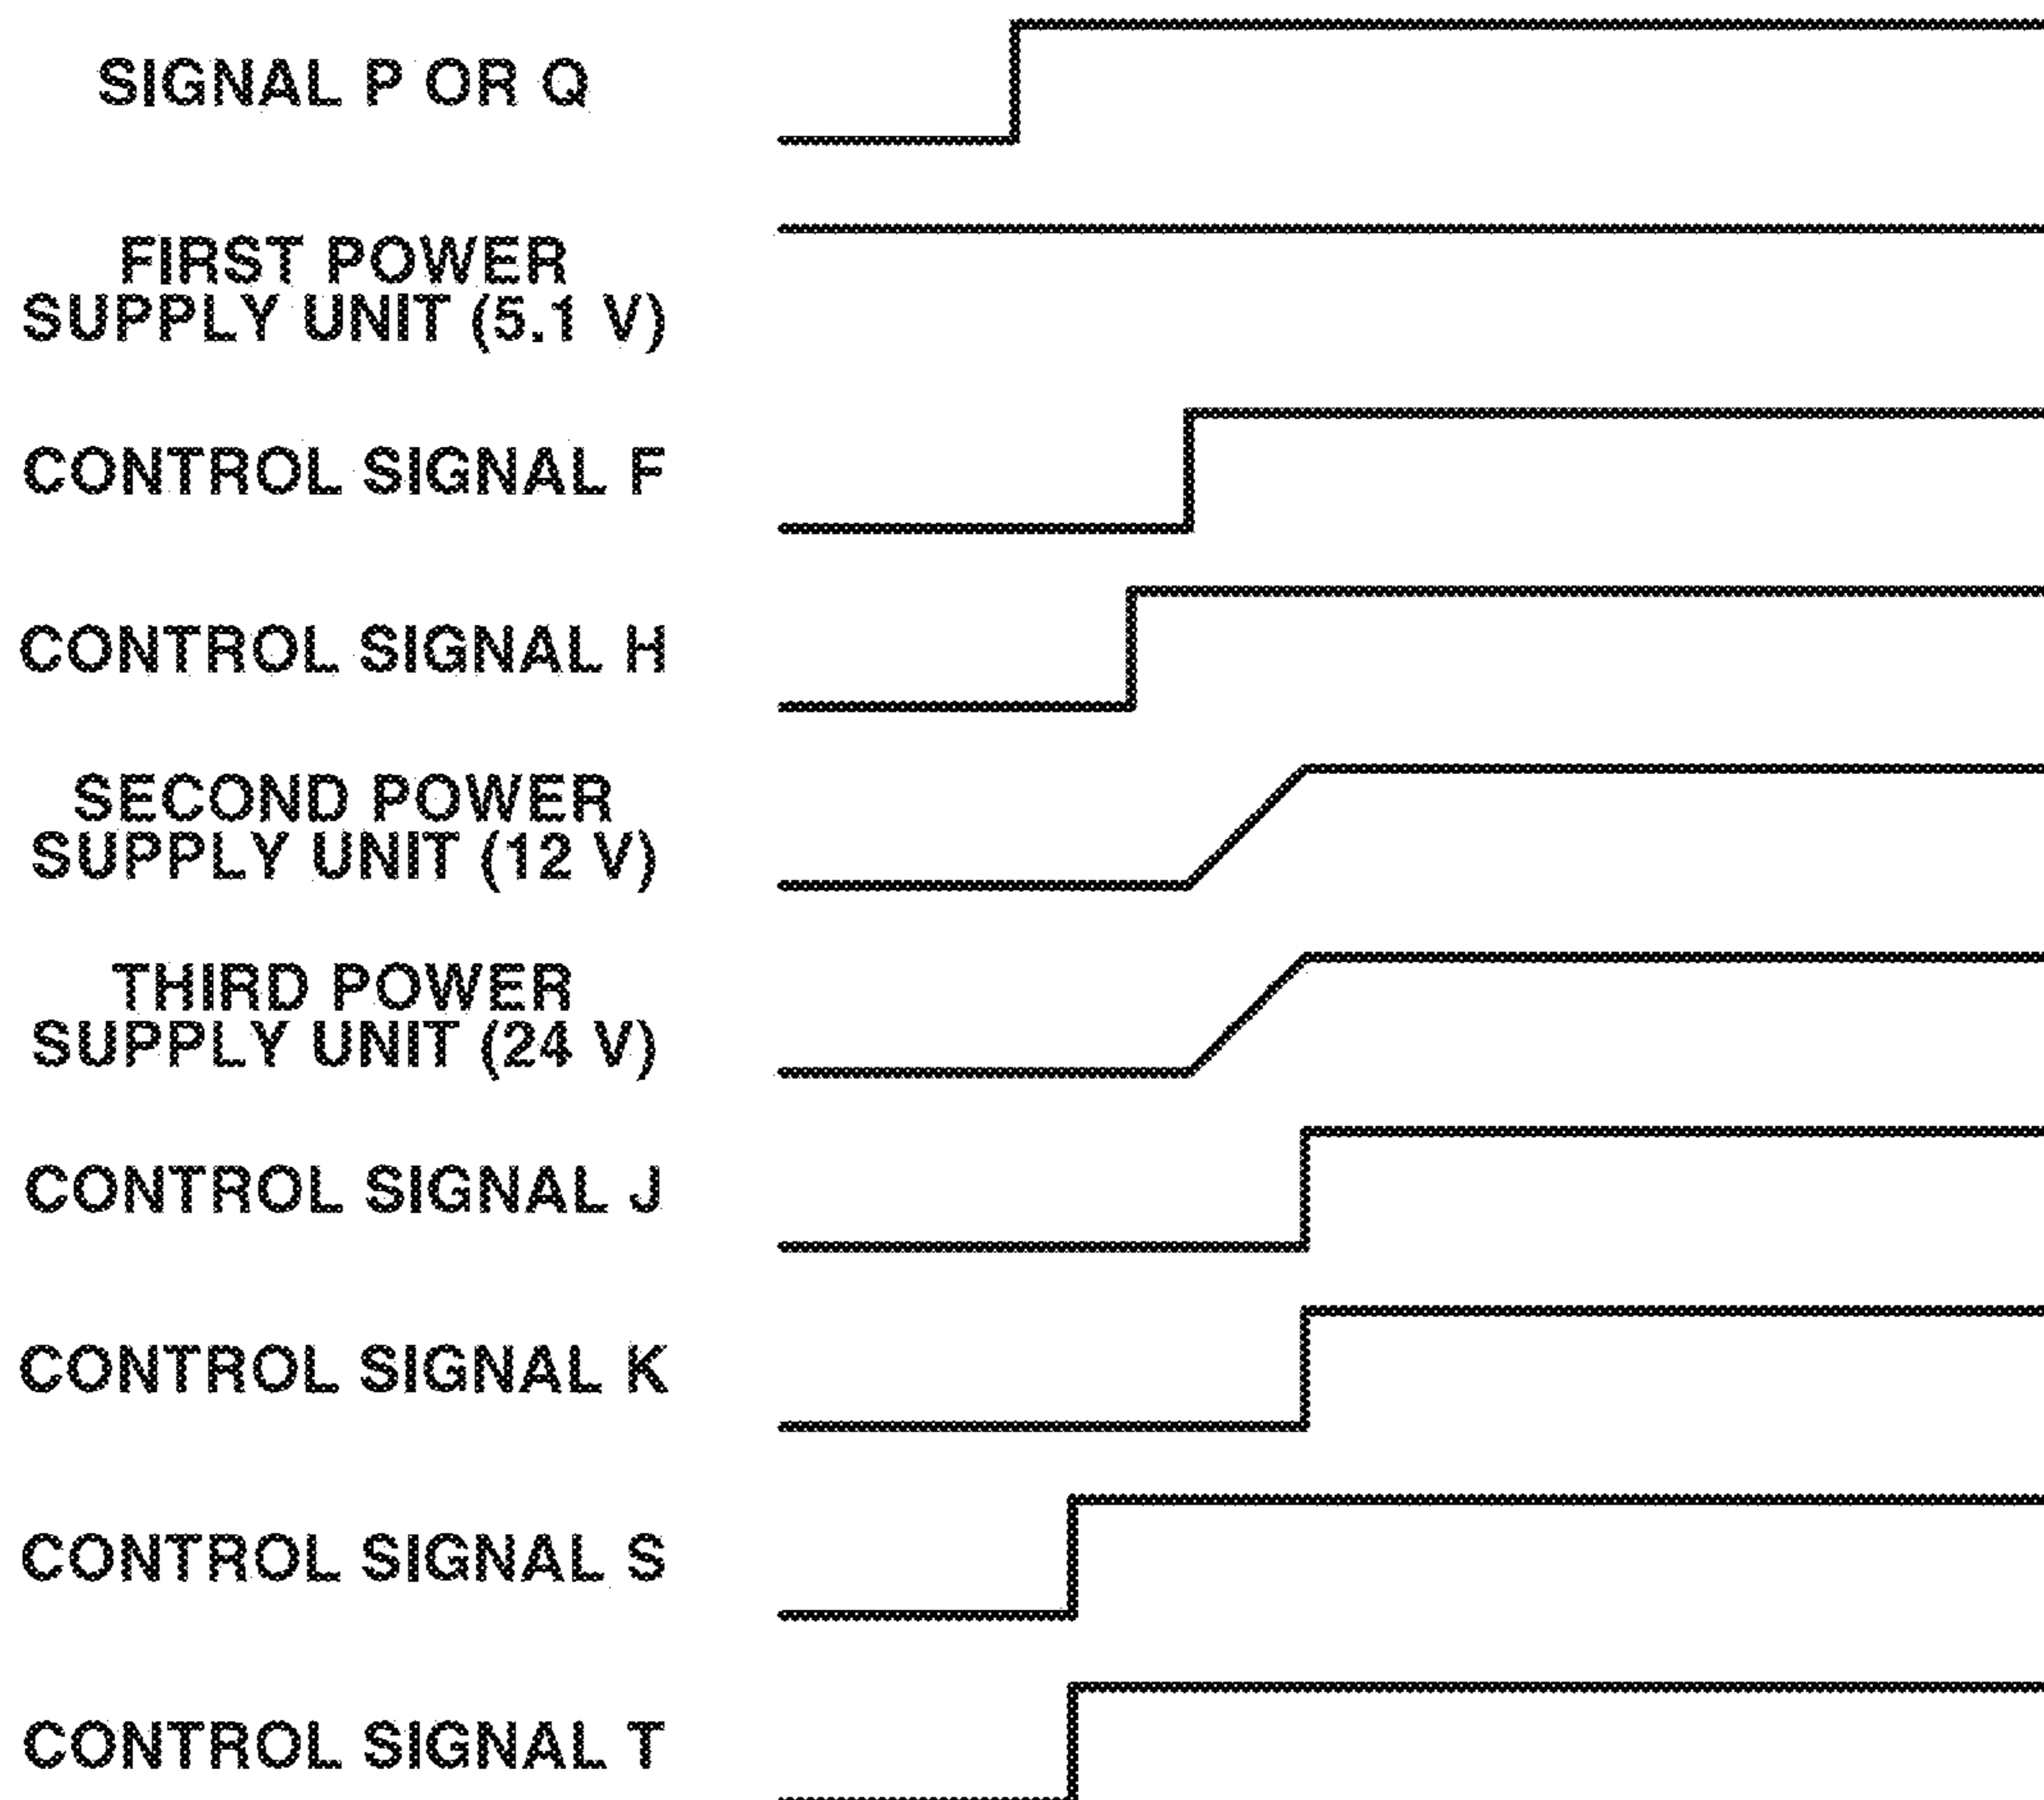 SIGNAL P OR Q
FIRST POWER
SUPPLY UNIT (5.1 V)
CONTROL SIGNAL F
CONTROL SIGNAL H
SECOND POWER
SUPPLY UNIT (12 V)
THIRD POWER
SUPPLY UNIT (24 V)
CONTROL SIGNAL J
CONTROL SIGNAL K
CONTROL SIGNAL S
CONTROL SIGNAL T